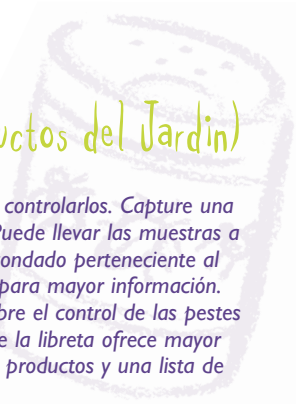 uctos del Jardin)
controlarlos. Capture una
Puede llevar las muestras a
ondado perteneciente al
para mayor información.
bre el control de las pestes
e la libreta ofrece mayor
productos y una lista de